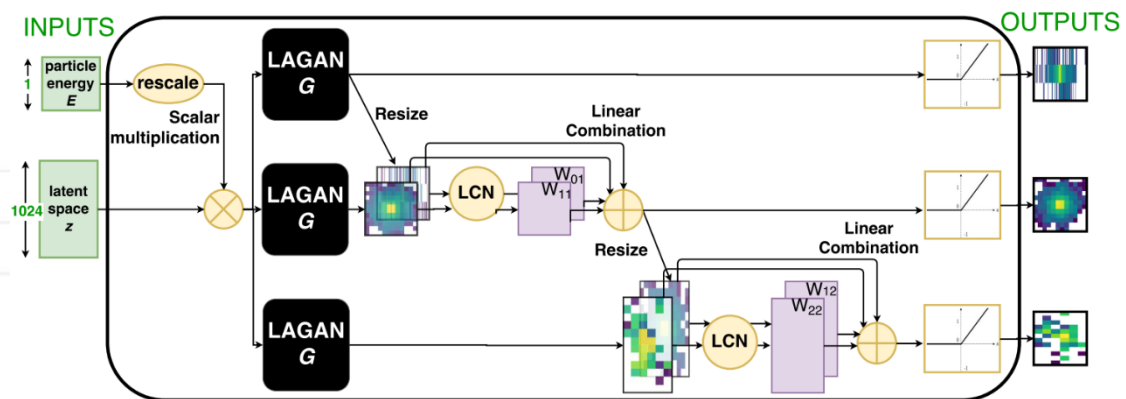 INPUTS
OUTPUTS
particle
energy
E
1
rescale
Scalar
multiplication
LAGAN
G
Resize
Linear
Combination
latent
space
z
1024
LAGAN
G
LCN
W01
W11
Resize
Linear
Combination
LAGAN
G
LCN
W12
W22